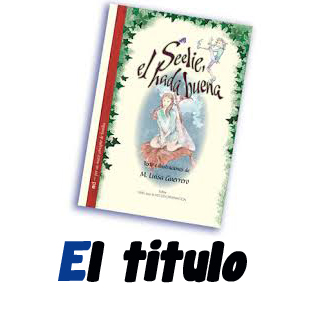 Seelie,
el hada buena
Texto e ilustraciones de
M. Luisa Guerrero
El titulo